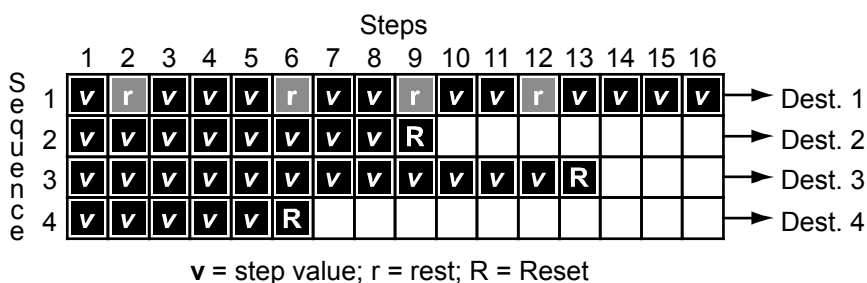 Steps
1 2 3 4 5 6 7 8 9 10 11 12 13 14 15 16
Sequence
1 v r v v v r v v r v v r v v v v Dest. 1
2 v v v v v v v v R Dest. 2
3 v v v v v v v v v v v v R Dest. 3
4 v v v v v R Dest. 4
v = step value; r = rest; R = Reset